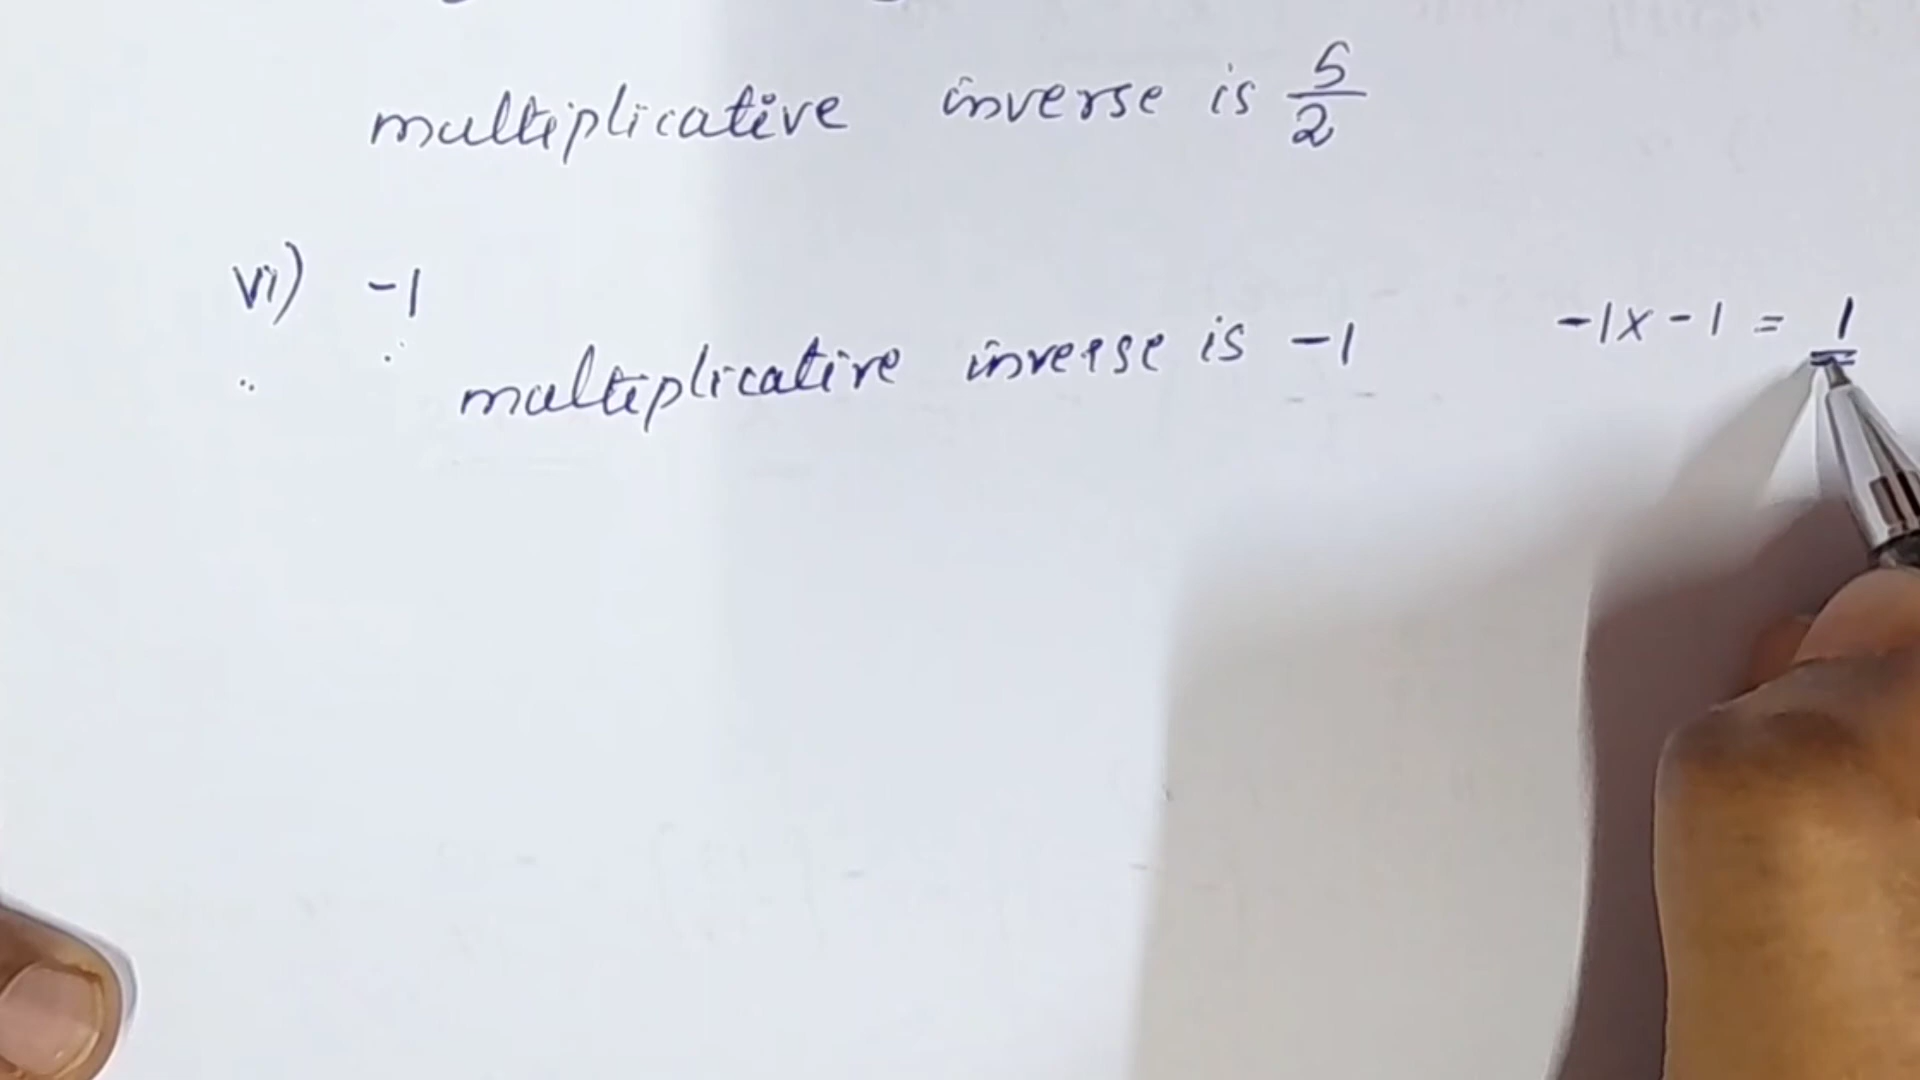 multiplicative inverse is 5/2
vi) -1
multiplicative inverse is -1
-1 x -1 = 1